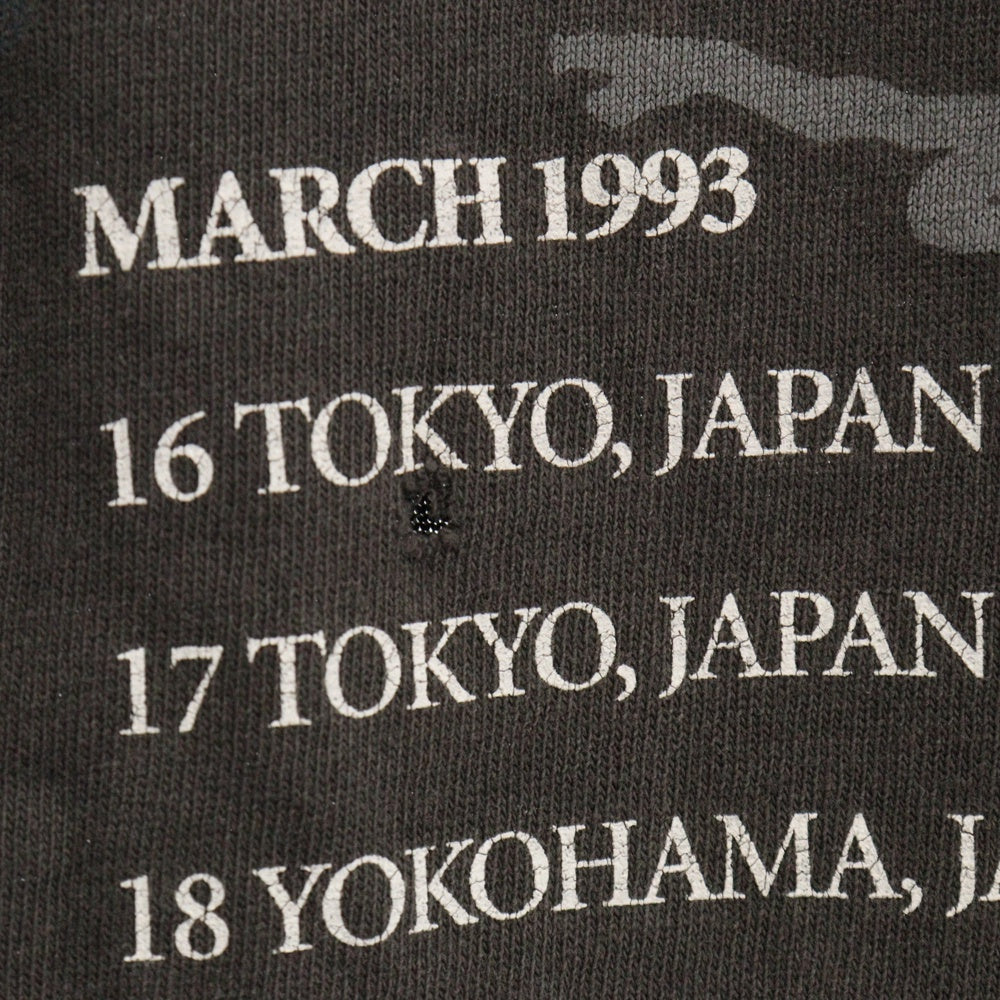 MARCH 1993
16 TOKYO, JAPAN
17 TOKYO, JAPAN
18 YOKOHAMA,